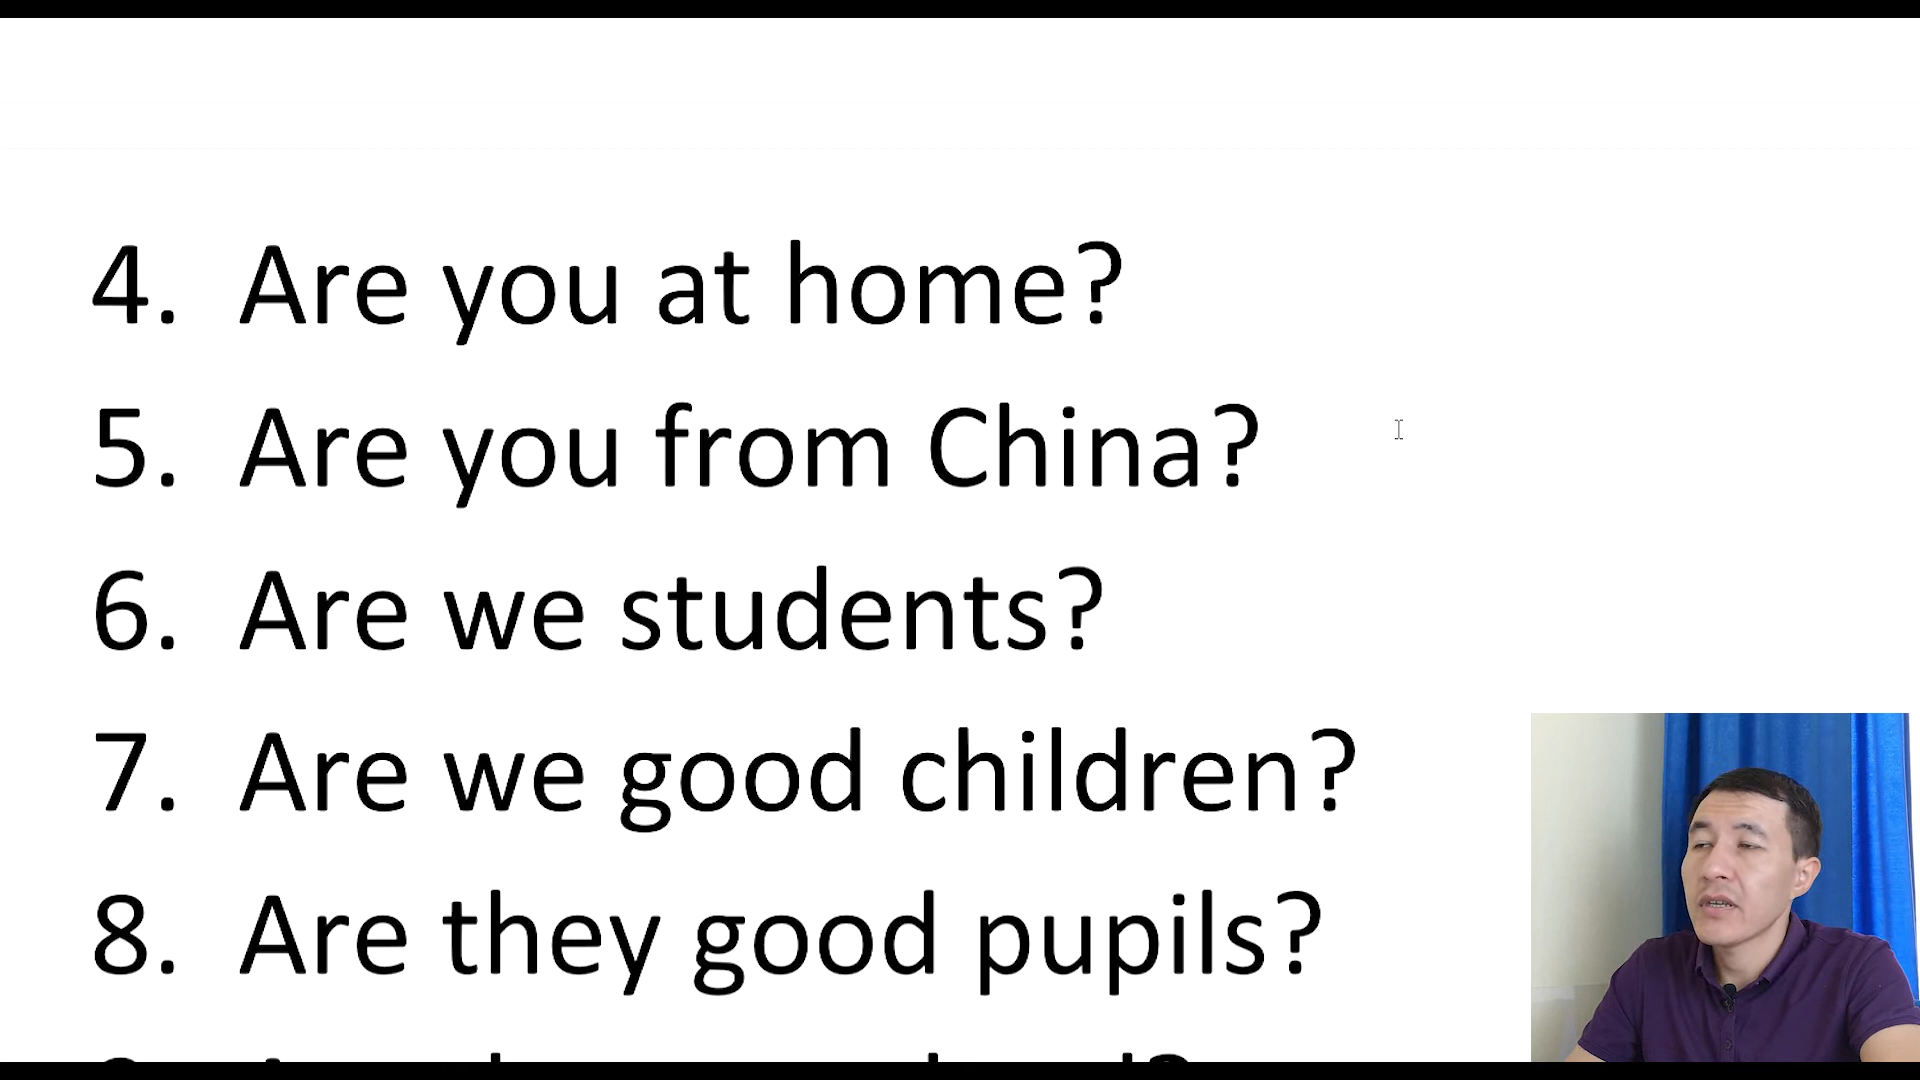 4. Are you at home?
5. Are you from China?
6. Are we students?
7. Are we good children?
8. Are they good pupils?